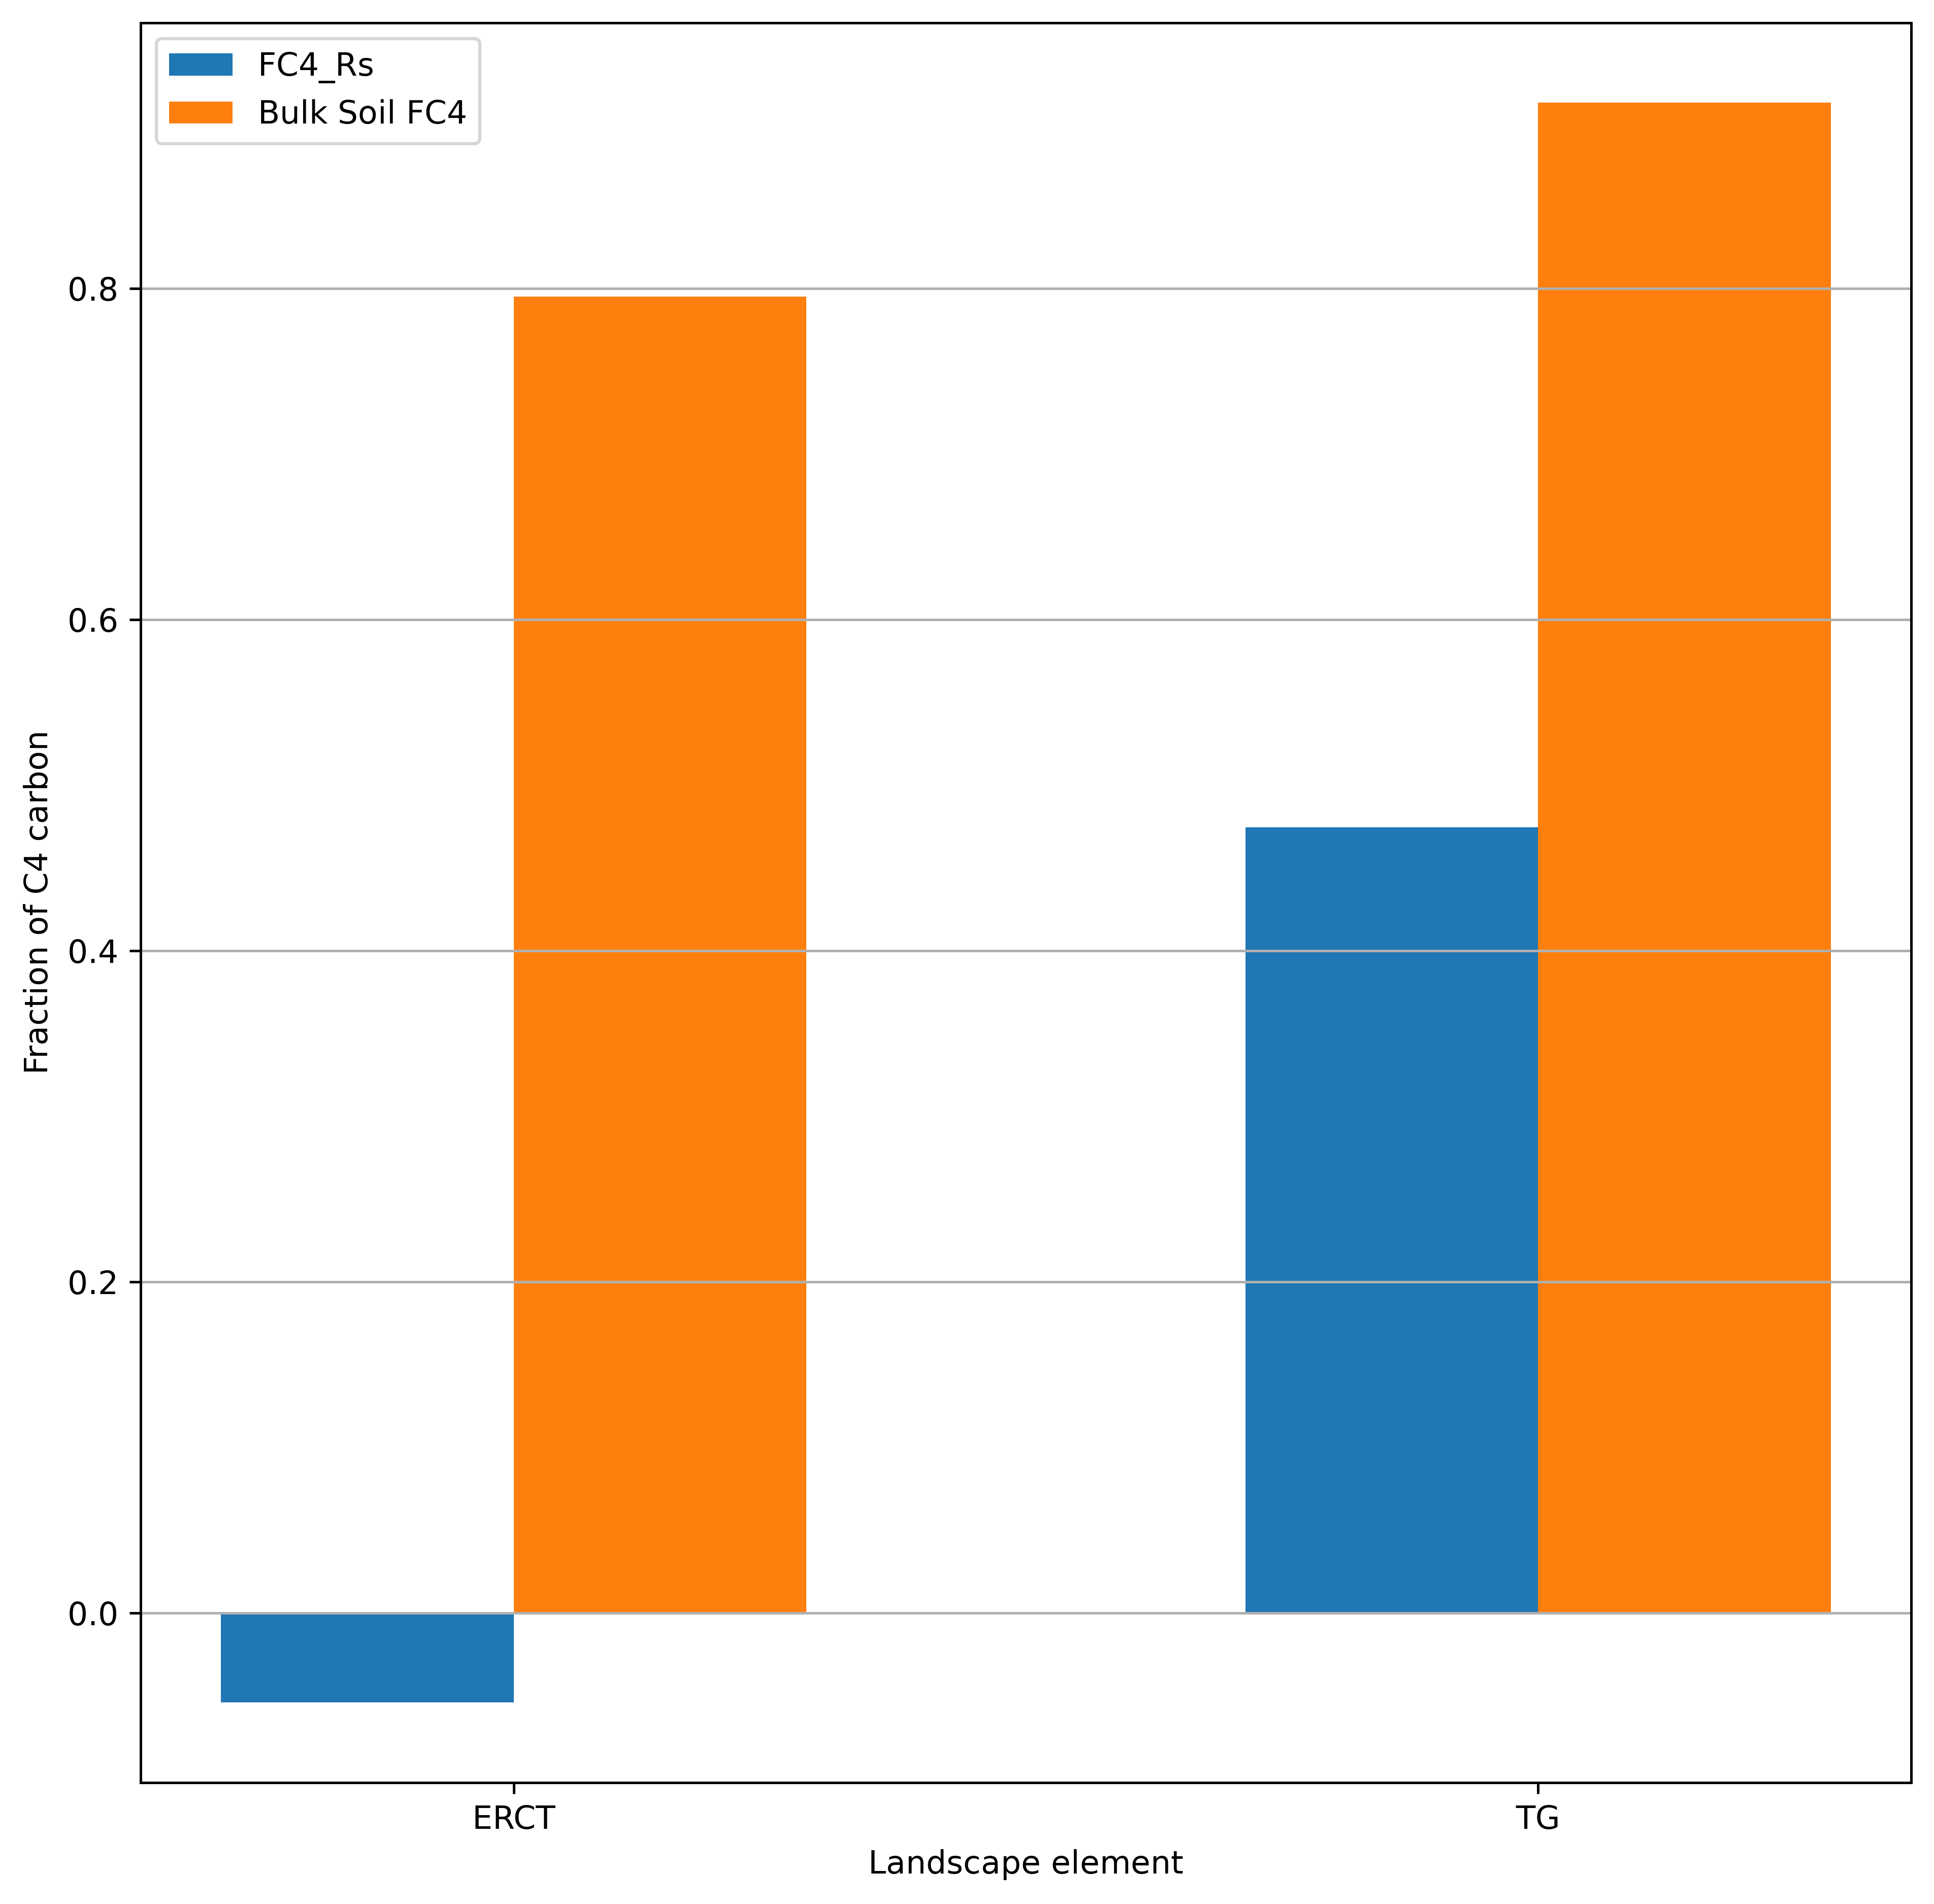 FC4_Rs
Bulk Soil FC4
0.8
0.6
0.4
0.2
0.0
Fraction of C4 carbon
ERCT
TG
Landscape element